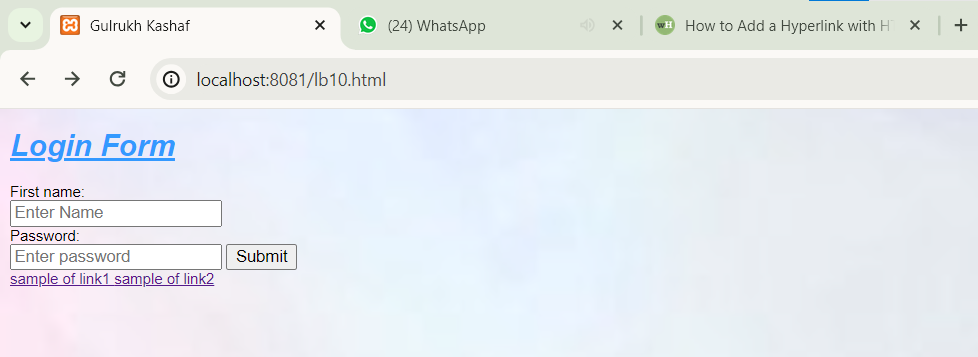 Gulrukh Kashaf
(24) WhatsApp
wH
How to Add a Hyperlink with H
localhost:8081/lb10.html
Login Form
First name:
Enter Name
Password:
Enter password Submit
sample of link1 sample of link2